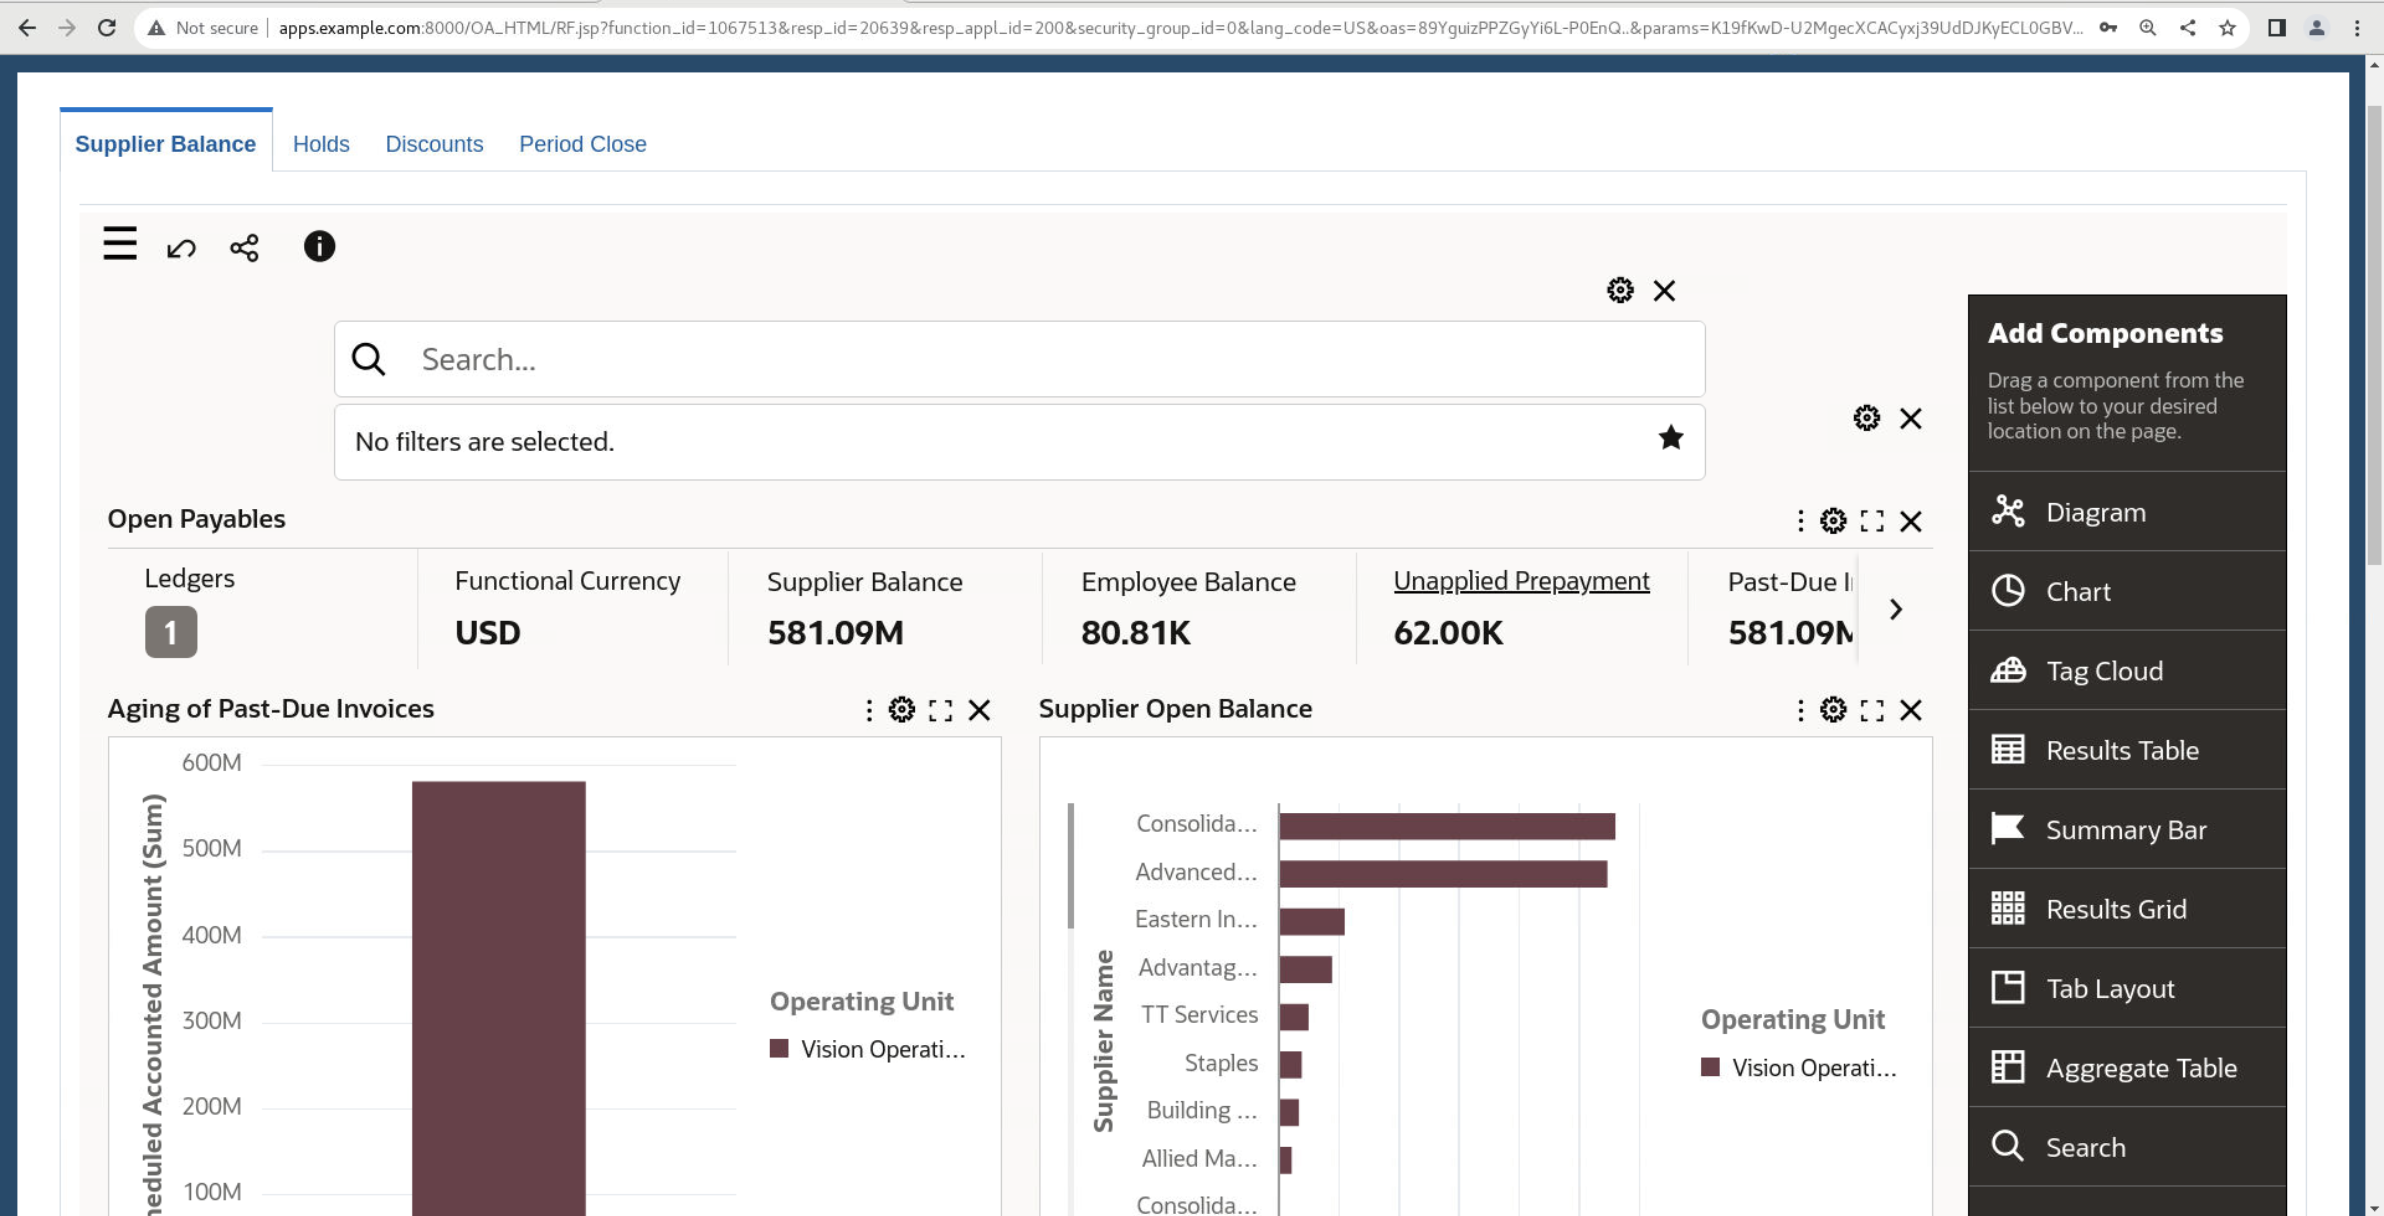 Not secure
apps.example.com:8000/OA_HTML/RF.jsp?function_id=1067513&resp_id=20639&resp_appl_id=200&security_group_id=0&lang_code=US&oas=89YguizPPZGyYi6L-P0EnQ..&params=K19fKwD-U2MgecXCACyxj39UdDJKyECL0GBV...
Supplier Balance
Holds
Discounts
Period Close
Search...
No filters are selected.
Open Payables
Ledgers
1
Functional Currency
USD
Supplier Balance
581.09M
Employee Balance
80.81K
Unapplied Prepayment
62.00K
Past-Due I
581.09M
Aging of Past-Due Invoices
heduled Accounted Amount (Sum)
600M
500M
400M
300M
200M
100M
Operating Unit
Vision Operati...
Supplier Open Balance
Supplier Name
Consolida...
Advanced...
Eastern In...
Advantag...
TT Services
Staples
Building ...
Allied Ma...
Consolida...
Operating Unit
Vision Operati...
Add Components
Drag a component from the
list below to your desired
location on the page.
Diagram
Chart
Tag Cloud
Results Table
Summary Bar
Results Grid
Tab Layout
Aggregate Table
Search